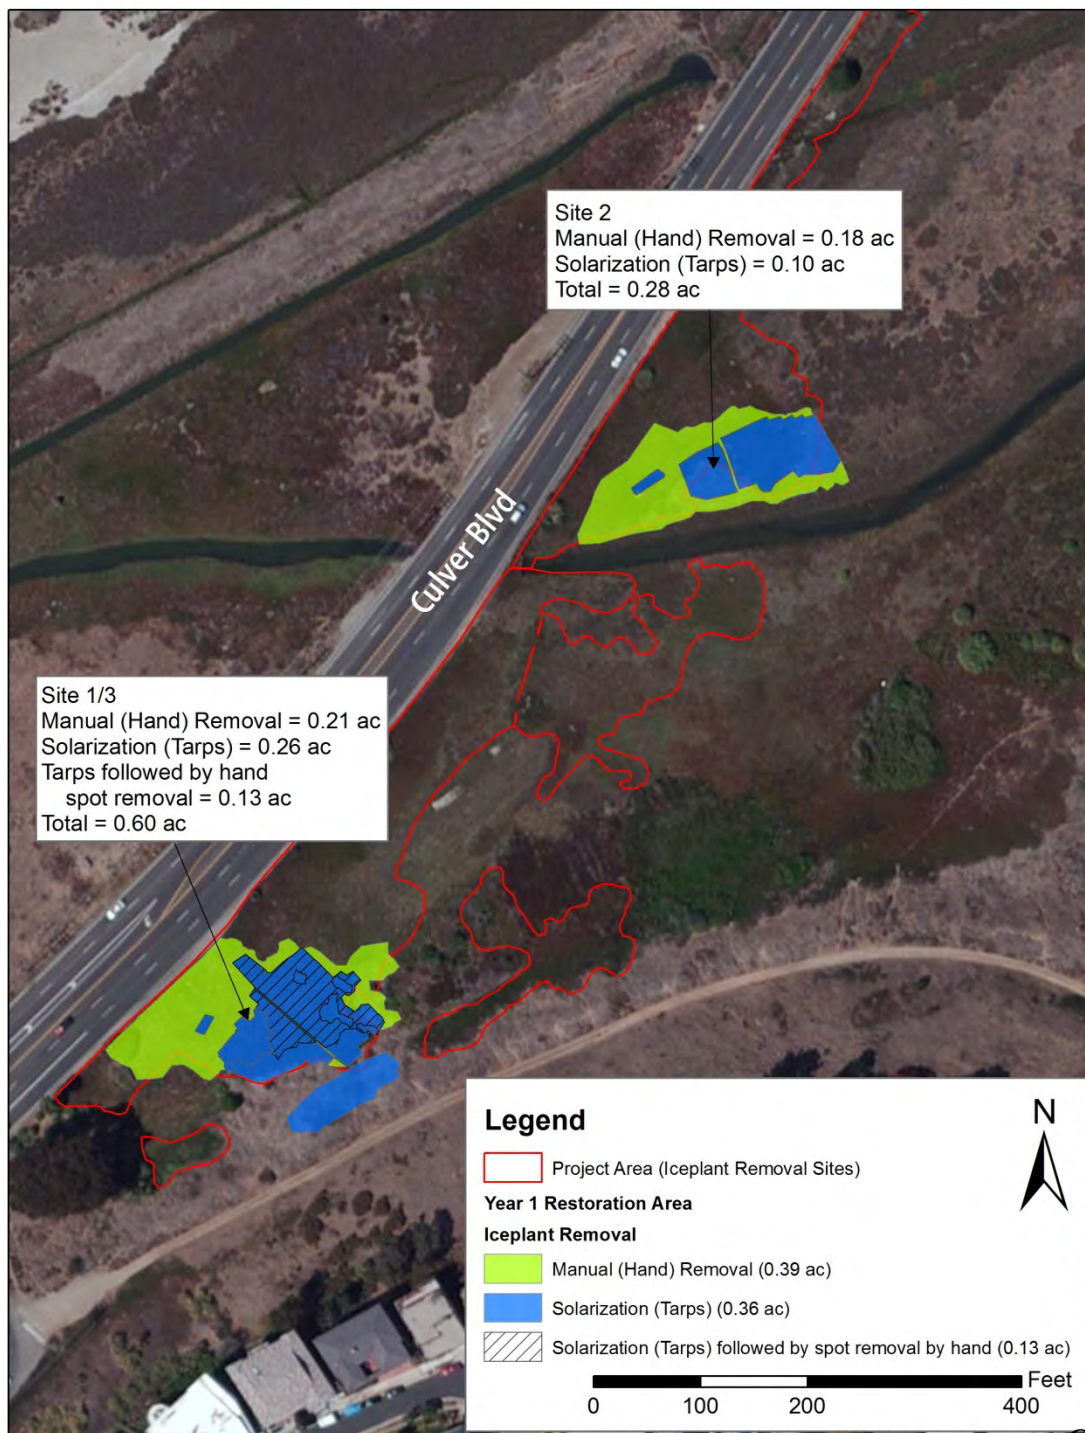 Site 2
Manual (Hand) Removal = 0.18 ac
Solarization (Tarps) = 0.10 ac
Total = 0.28 ac
Culver Blvd
Site 1/3
Manual (Hand) Removal = 0.21 ac
Solarization (Tarps) = 0.26 ac
Tarps followed by hand
spot removal = 0.13 ac
Total = 0.60 ac
Legend
N
Project Area (Iceplant Removal Sites)
Year 1 Restoration Area
Iceplant Removal
Manual (Hand) Removal (0.39 ac)
Solarization (Tarps) (0.36 ac)
Solarization (Tarps) followed by spot removal by hand (0.13 ac)
Feet
0 100 200 400